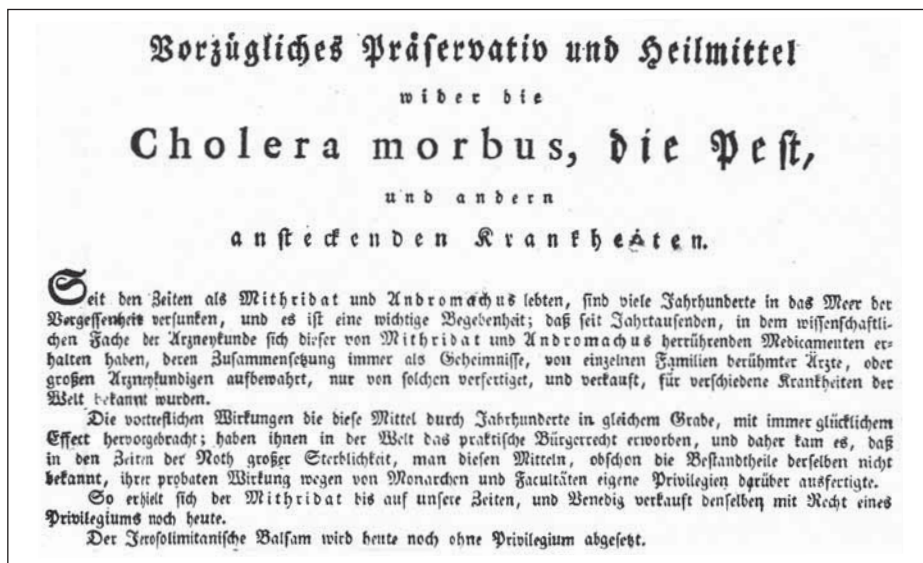 Vorzügliches Präservativ und Heilmittel
wider die
Cholera morbus, die Pest,
und andern
ansteckenden Krankheiten.
Seit den Zeiten als Mithridat und Andromachus lebten, sind viele Jahrhunderte in das Meer der
Vergessenheit versunken, und es ist eine wichtige Begebenheit; daß seit Jahrtausenden, in dem wissenschaftli-
chen Fache der Arzneykunde sich dieser von Mithridat und Andromachus herrührenden Medicamenten er-
halten haben, deren Zusammensetzung immer als Geheimnisse, von einzelnen Familien berühmter Ärzte, oder
großen Arzneykundigen aufbewahrt, nur von solchen verfertiget, und verkauft, für verschiedene Krankheiten der
Welt bekannt wurden.
Die vortreflichen Wirkungen die diese Mittel durch Jahrhunderte in gleichem Grade, mit immer glücklichem
Effect hervorgebracht; haben ihnen in der Welt das praktische Bürgerrecht erworben, und daher kam es, daß
in den Zeiten der Noth großer Sterblichkeit, man diesen Mitteln, obschon die Bestandtheile derselben nicht
bekannt, ihrer probaten Wirkung wegen von Monarchen und Facultäten eigene Privilegien darüber ausfertigte.
So erhielt sich der Mithridat bis auf unsere Zeiten, und Venedig verkauft denselben mit Recht eines
Privilegiums noch heute.
Der Jerosolimitanische Balsam wird heute noch ohne Privilegium abgesetzt.